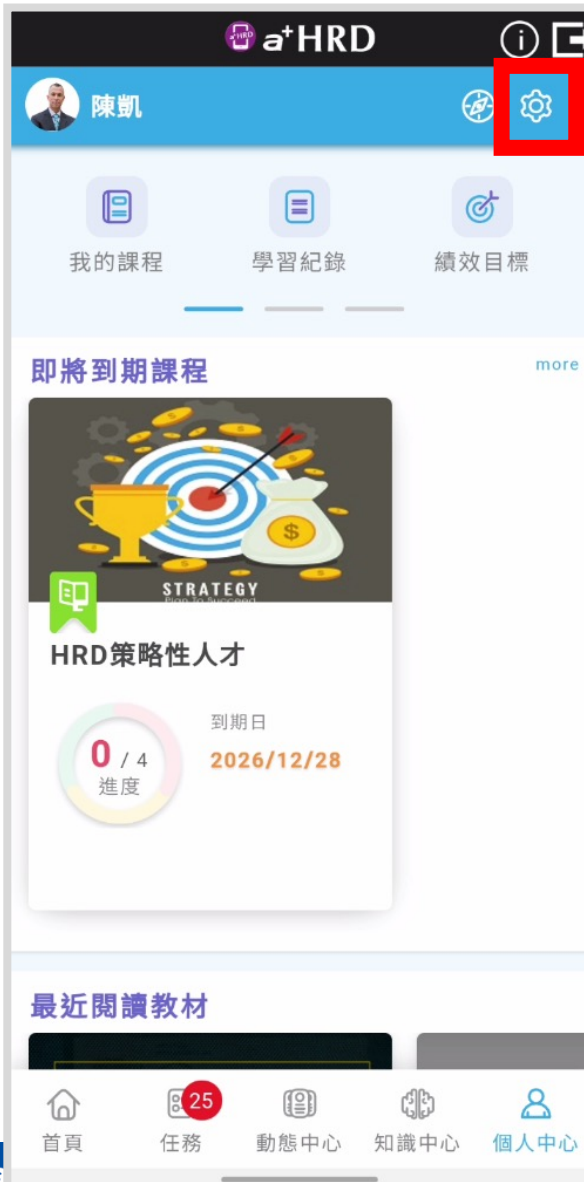 a+HRD
陳凱
我的課程
學習紀錄
績效目標
即將到期課程
more
STRATEGY
Plan To Succeed
HRD策略性人才
到期日
0 / 4
2026/12/28
進度
最近閱讀教材
25
首頁
任務
動態中心
知識中心
個人中心